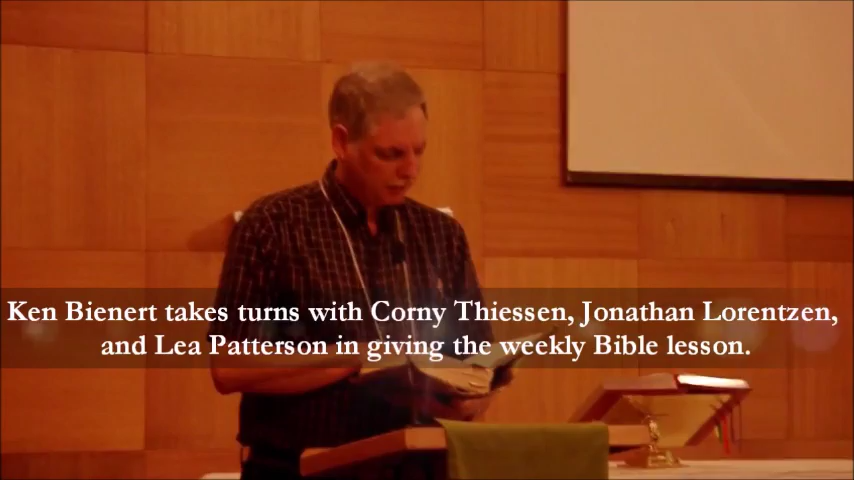 Ken Bienert takes turns with Corny Thiessen, Jonathan Lorentzen,
and Lea Patterson in giving the weekly Bible lesson.